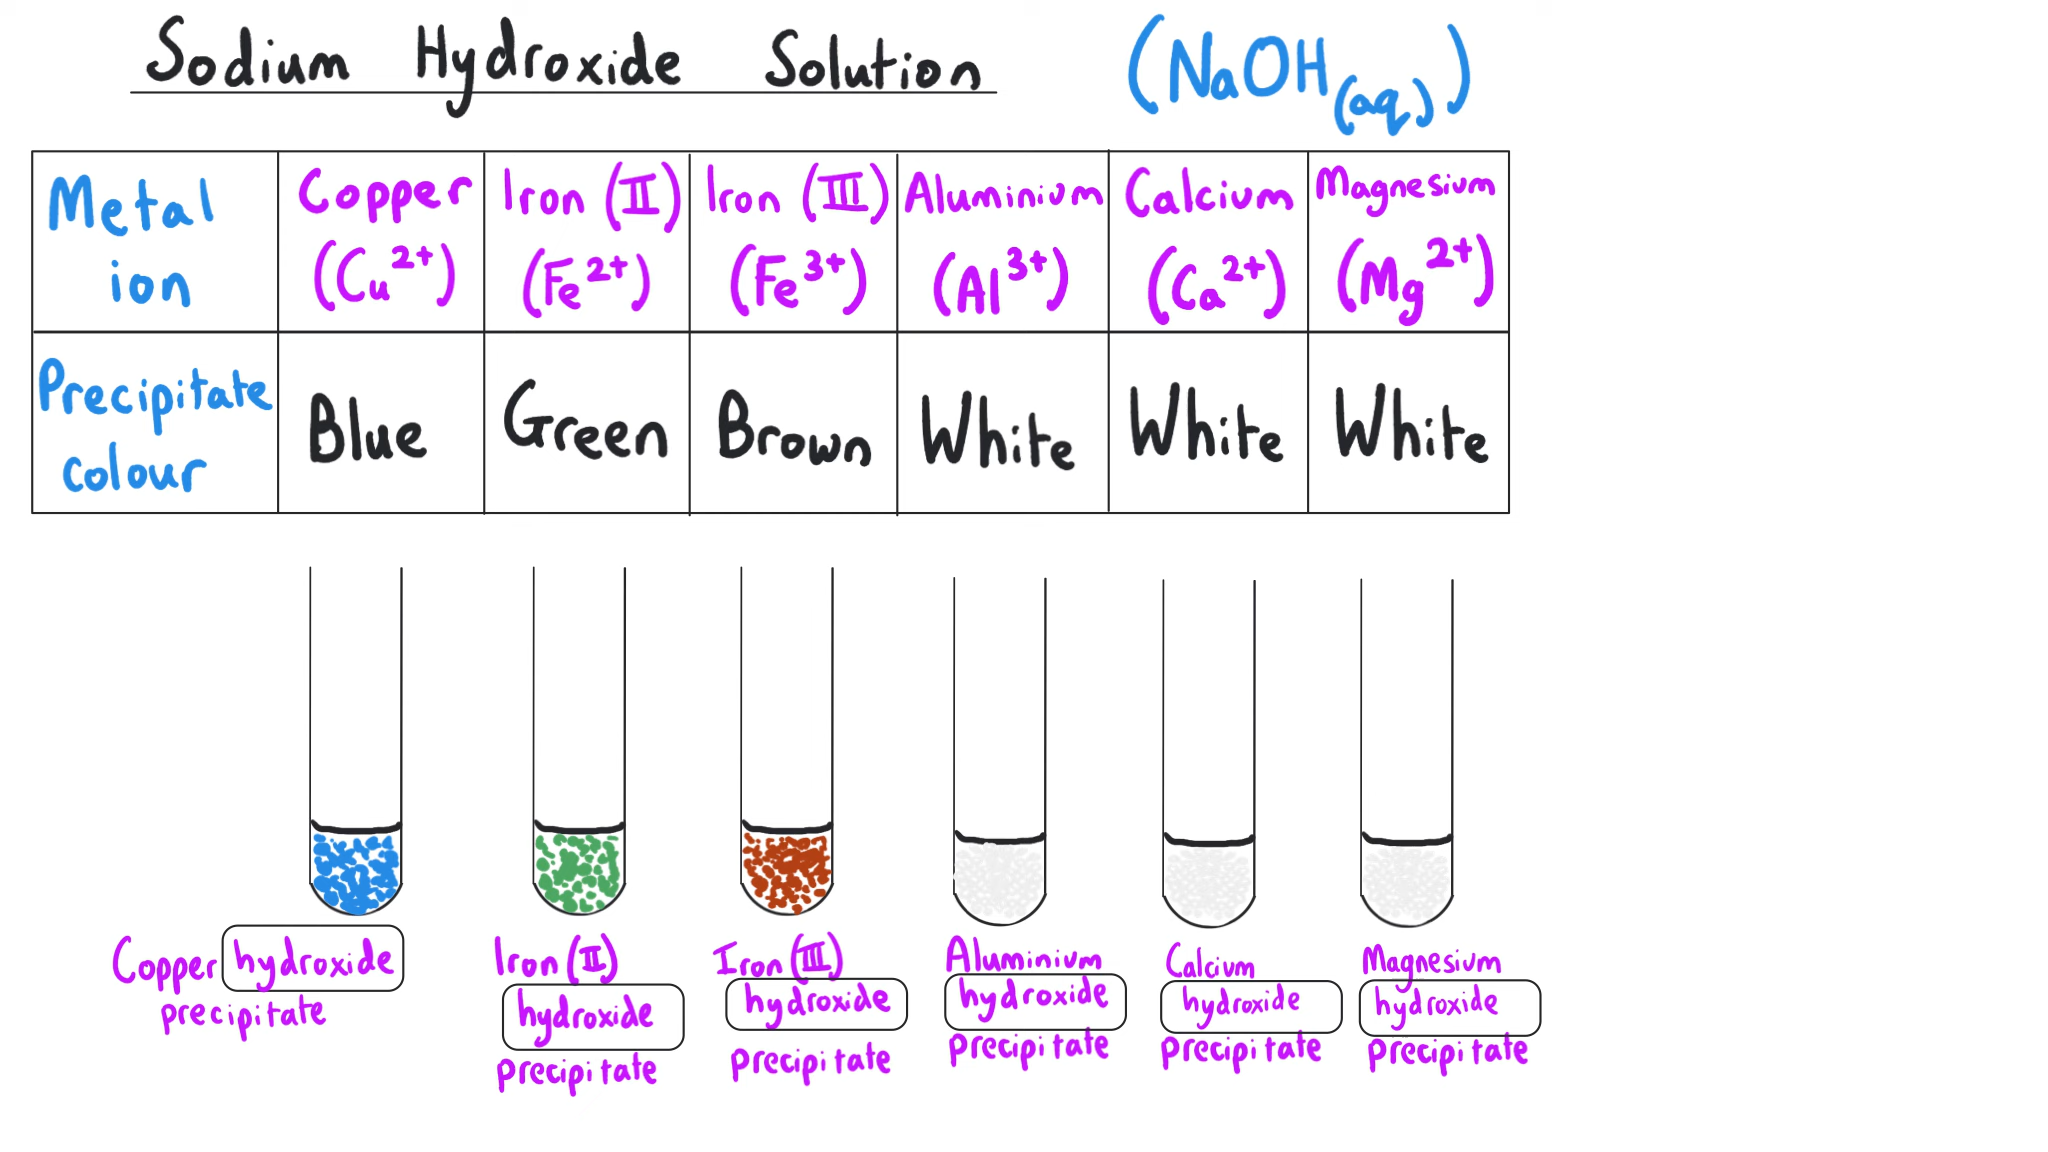 Sodium Hydroxide Solution (NaOH(aq))
Metal ion
Copper (Cu²⁺)
Iron (II) (Fe²⁺)
Iron (III) (Fe³⁺)
Aluminium (Al³⁺)
Calcium (Ca²⁺)
Magnesium (Mg²⁺)
Precipitate colour
Blue
Green
Brown
White
White
White
Copper hydroxide
precipitate
Iron (II)
hydroxide
precipitate
Iron (III)
hydroxide
precipitate
Aluminium
hydroxide
precipitate
Calcium
hydroxide
precipitate
Magnesium
hydroxide
precipitate